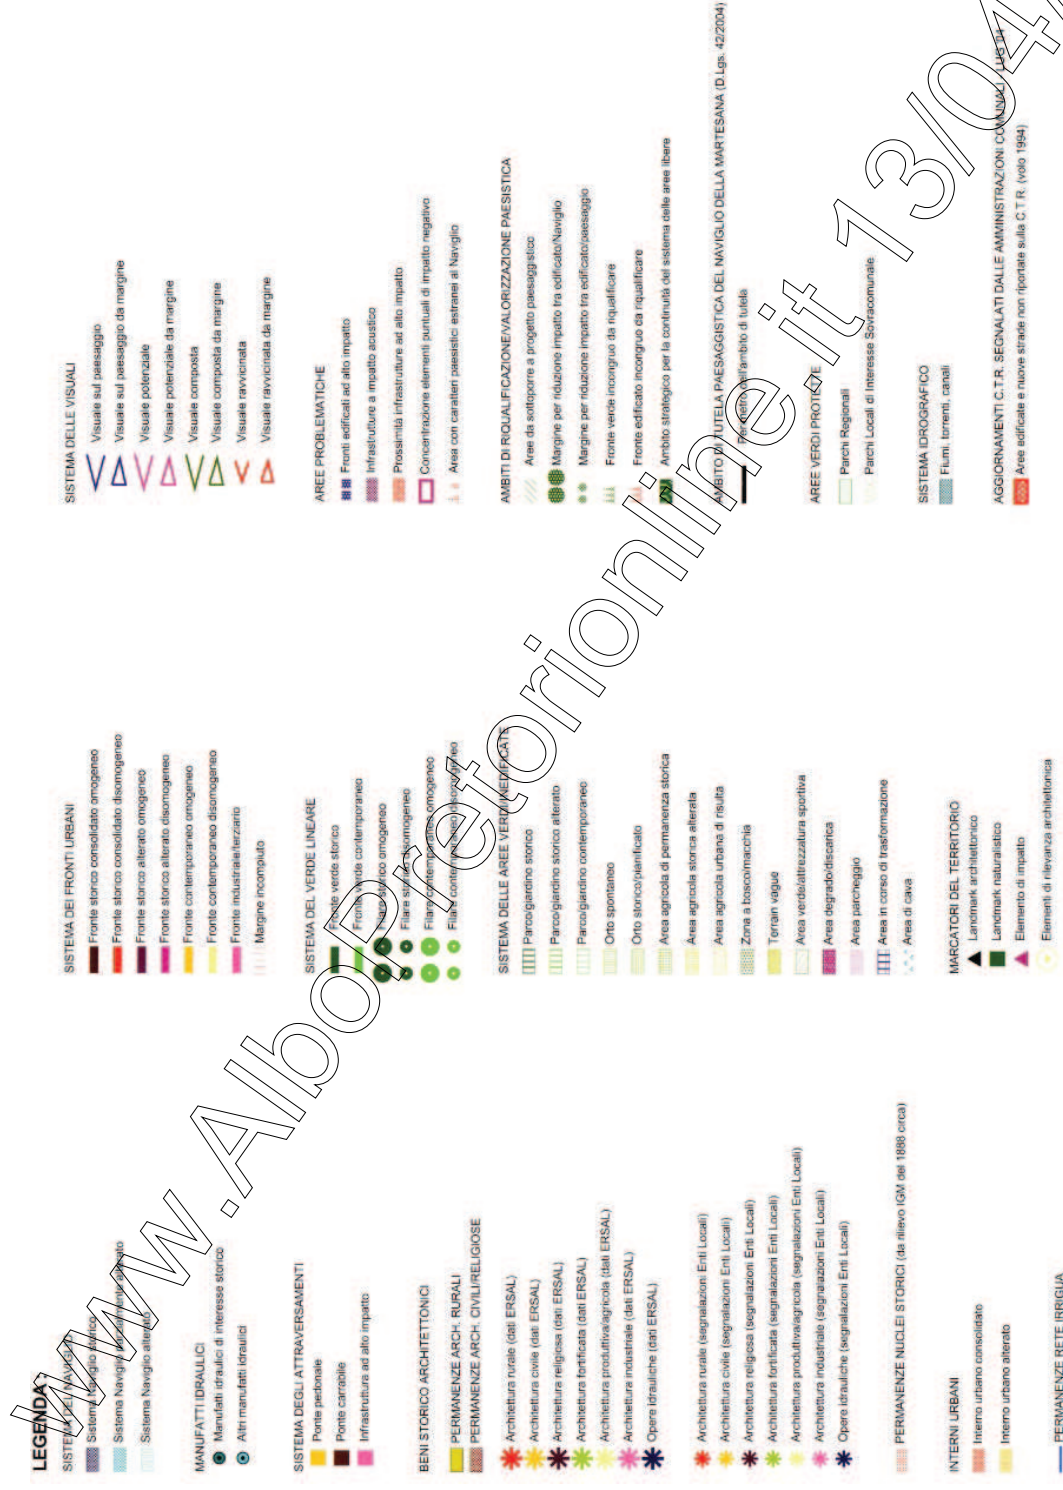 LEGENDA:
SISTEMA DEL NAVIGLIO
Sistema Naviglio storico
Sistema Naviglio parzialmente alterato
Sistema Naviglio alterato
MANUFATTI IDRAULICI
Manufatti idraulici di interesse storico
Altri manufatti idraulici
SISTEMA DEGLI ATTRAVERSAMENTI
Ponte pedonale
Ponte carrabile
Infrastruttura ad alto impatto
BENI STORICO ARCHITETTONICI
PERMANENZE ARCH. RURALI
PERMANENZE ARCH. CIVILI/RELIGIOSE
Architettura rurale (dati ERSAL)
Architettura civile (dati ERSAL)
Architettura religiosa (dati ERSAL)
Architettura fortificata (dati ERSAL)
Architettura produttiva/agricola (dati ERSAL)
Architettura industriale (dati ERSAL)
Opere idrauliche (dati ERSAL)
Architettura rurale (segnalazioni Enti Locali)
Architettura civile (segnalazioni Enti Locali)
Architettura religiosa (segnalazioni Enti Locali)
Architettura fortificata (segnalazioni Enti Locali)
Architettura produttiva/agricola (segnalazioni Enti Locali)
Architettura industriale (segnalazioni Enti Locali)
Opere idrauliche (segnalazioni Enti Locali)
PERMANENZE NUCLEI STORICI (da rilievo IGM del 1888 circa)
INTERNI URBANI
Interno urbano consolidato
Interno urbano alterato
PERMANENZE RETE IRRIGUA
SISTEMA DEI FRONTI URBANI
Fronte storico consolidato omogeneo
Fronte storico consolidato disomogeneo
Fronte storico alterato omogeneo
Fronte storico alterato disomogeneo
Fronte contemporaneo omogeneo
Fronte contemporaneo disomogeneo
Fronte industriale/terziario
Margine incompiuto
SISTEMA DEL VERDE LINEARE
Fronte verde storico
Fronte verde contemporaneo
Filare storico omogeneo
Filare storico disomogeneo
Filare contemporaneo omogeneo
Filare contemporaneo disomogeneo
SISTEMA DELLE AREE VERDI/INEDIFICATE
Parco/giardino storico
Parco/giardino storico alterato
Parco/giardino contemporaneo
Orto spontaneo
Orto storico/pianificato
Area agricola di permanenza storica
Area agricola storica alterata
Area agricola urbana di risulta
Zona a bosco/macchia
Terrain vague
Area verde/attrezzatura sportiva
Area degrado/discarica
Area parcheggio
Area in corso di trasformazione
Area di cava
MARCATORI DEL TERRITORIO
Landmark architettonico
Landmark naturalistico
Elemento di impatto
Elementi di rilevanza architettonica
SISTEMA DELLE VISUALI
Visuale sul paesaggio
Visuale sul paesaggio da margine
Visuale potenziale
Visuale potenziale da margine
Visuale composta
Visuale composta da margine
Visuale ravvicinata
Visuale ravvicinata da margine
AREE PROBLEMATICHE
Fronti edificati ad alto impatto
Infrastrutture a impatto acustico
Prossimità infrastrutture ad alto impatto
Concentrazione elementi puntuali di impatto negativo
Area con caratteri paesistici estranei al Naviglio
AMBITI DI RIQUALIFICAZIONE/VALORIZZAZIONE PAESISTICA
Aree da sottoporre a progetto paesaggistico
Margine per riduzione impatto tra edificato/Naviglio
Margine per riduzione impatto tra edificato/paesaggio
Fronte verde incongruo da riqualificare
Fronte edificato incongruo da riqualificare
Ambito strategico per la continuità del sistema delle aree libere
AMBITO DI TUTELA PAESAGGISTICA DEL NAVIGLIO DELLA MARTESANA (D.Lgs. 42/2004)
Perimetro dell'ambito di tutela
AREE VERDI PROTETTE
Parchi Regionali
Parchi Locali di Interesse Sovracomunale
SISTEMA IDROGRAFICO
Fiumi, torrenti, canali
AGGIORNAMENTI C.T.R. SEGNALATI DALLE AMMINISTRAZIONI COMUNALI LUG '04
Aree edificate e nuove strade non riportate sulla C.T.R. (volo 1994)
www.AlboPretorionline.it 13/04/